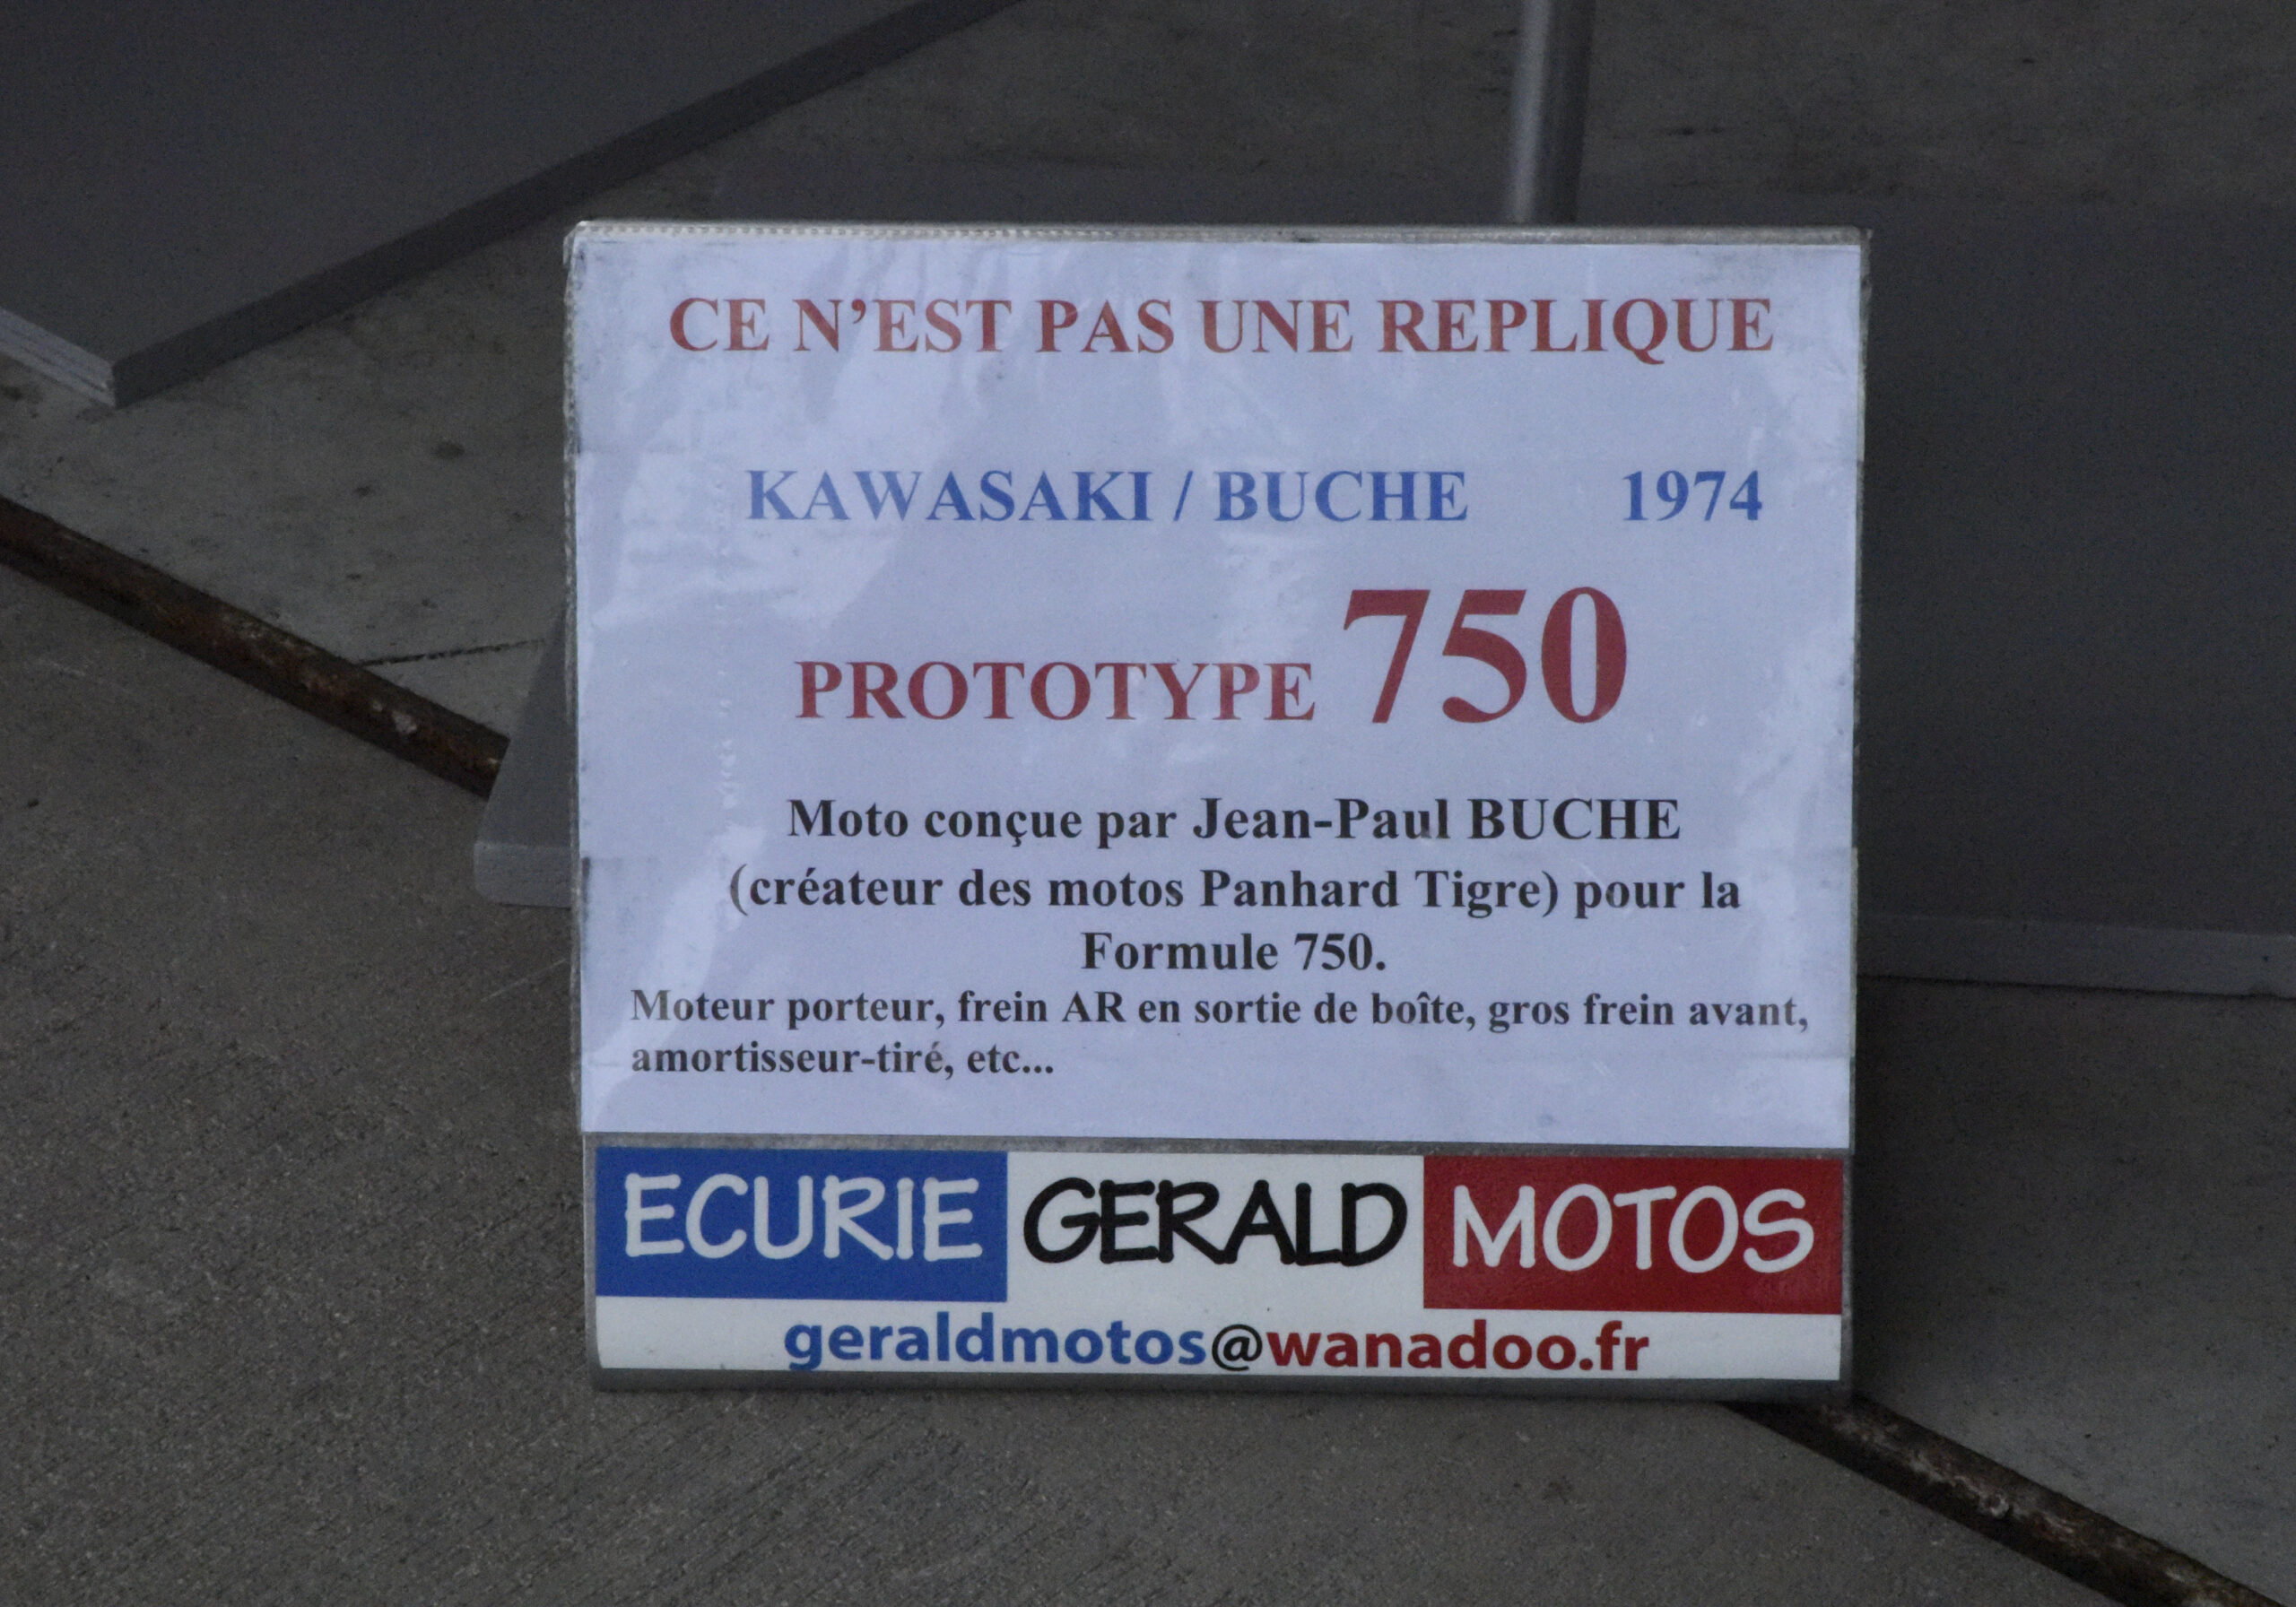 CE N'EST PAS UNE REPLIQUE
KAWASAKI / BUCHE 1974
PROTOTYPE 750
Moto conçue par Jean-Paul BUCHE
(créateur des motos Panhard Tigre) pour la
Formule 750.
Moteur porteur, frein AR en sortie de boîte, gros frein avant,
amortisseur-tiré, etc...
ECURIE GERALD MOTOS
geraldmotos@wanadoo.fr